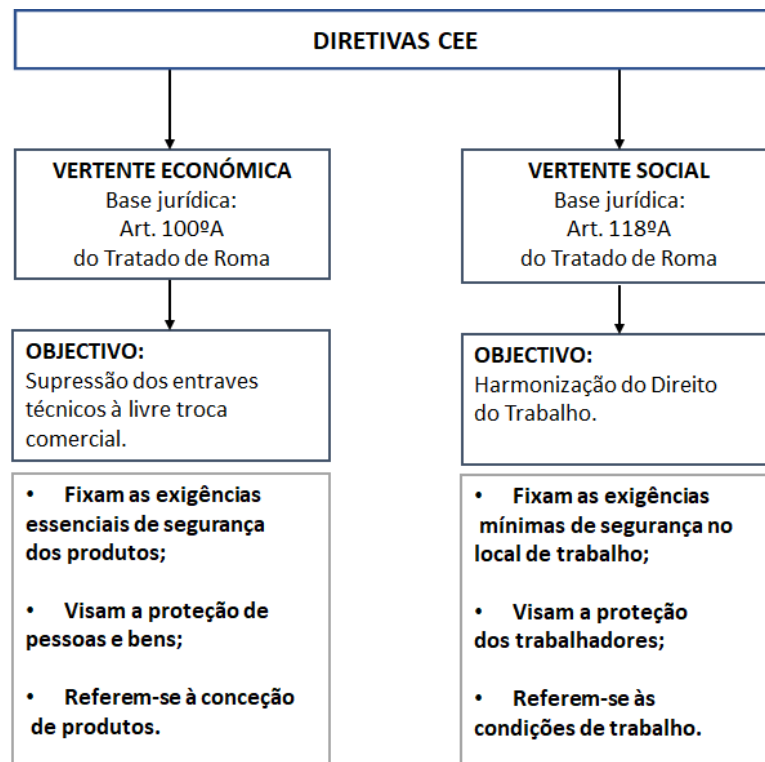 DIRETIVAS CEE
VERTENTE ECONÓMICA
Base jurídica:
Art. 100ºA
do Tratado de Roma
OBJECTIVO:
Supressão dos entraves
técnicos à livre troca
comercial.
• Fixam as exigências
essenciais de segurança
dos produtos;
• Visam a proteção de
pessoas e bens;
• Referem-se à conceção
de produtos.
VERTENTE SOCIAL
Base jurídica:
Art. 118ºA
do Tratado de Roma
OBJECTIVO:
Harmonização do Direito
do Trabalho.
• Fixam as exigências
mínimas de segurança no
local de trabalho;
• Visam a proteção
dos trabalhadores;
• Referem-se às
condições de trabalho.